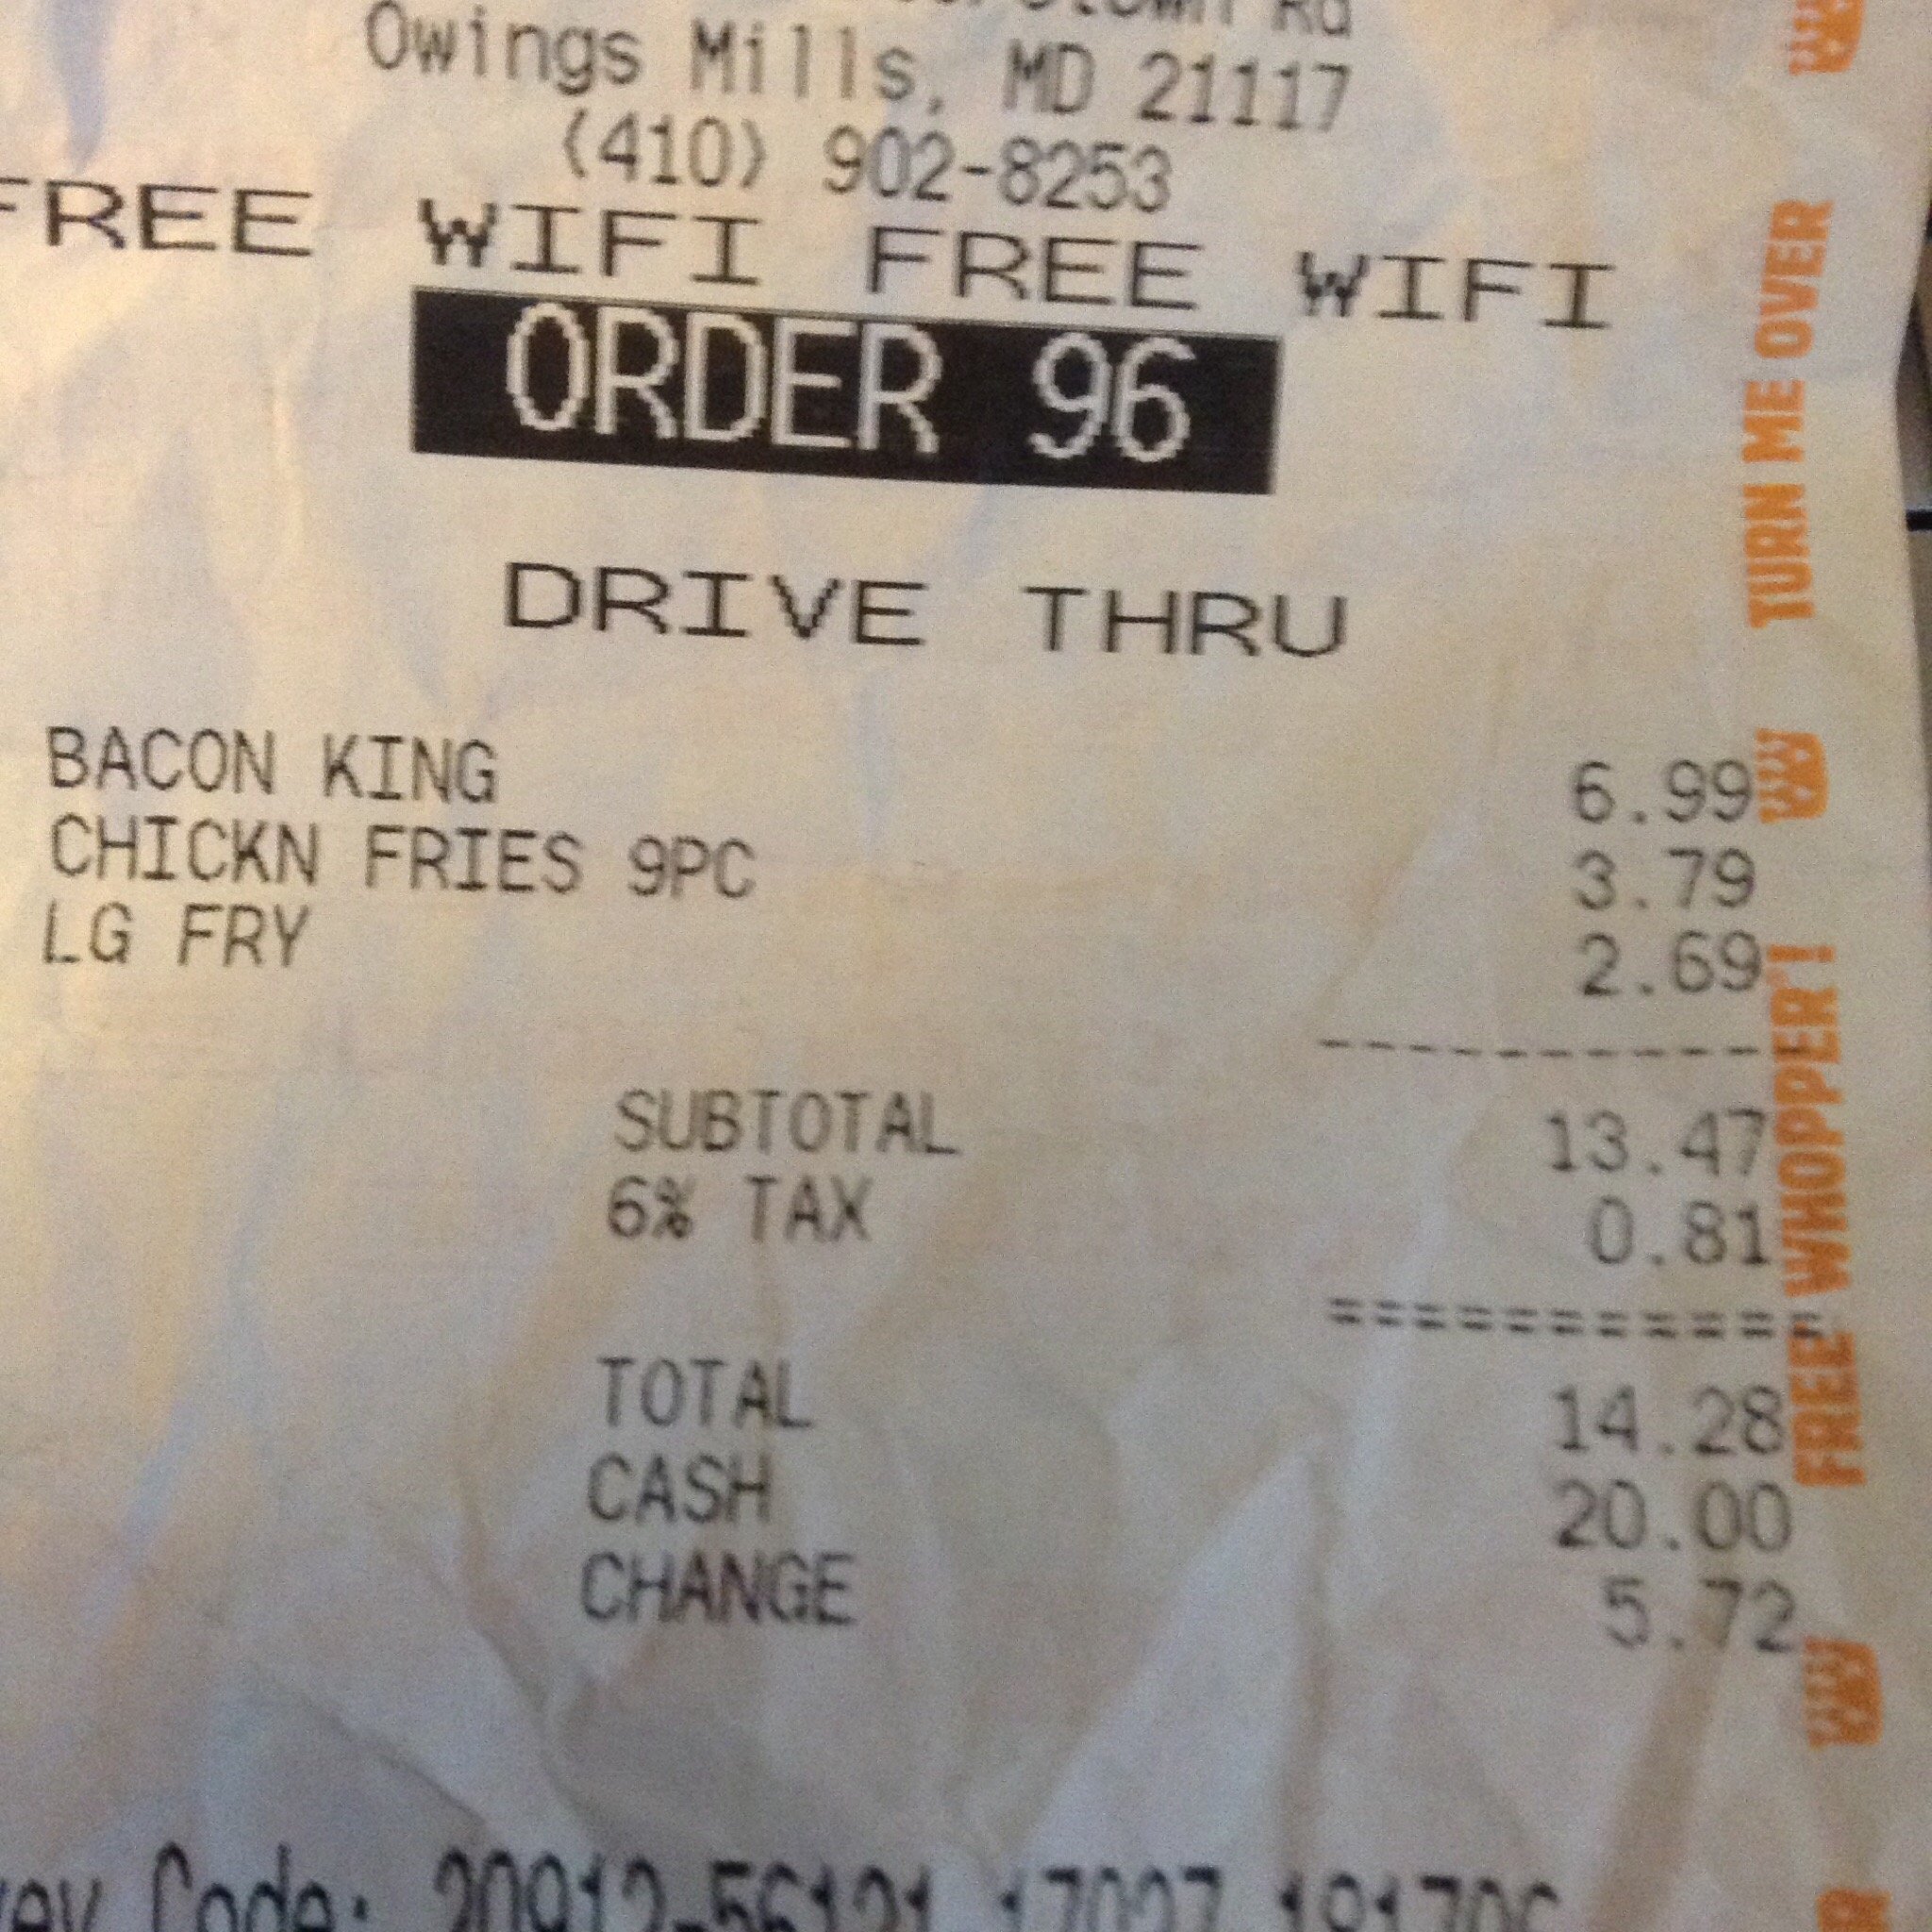 Rd
Owings Mills, MD 21117
(410) 902-8253
FREE WIFI FREE WIFI
ORDER 96
DRIVE THRU
BACON KING 6.99
CHICKN FRIES 9PC 3.79
LG FRY 2.69
----------
SUBTOTAL 13.47
6% TAX 0.81
===========
TOTAL 14.28
CASH 20.00
CHANGE 5.72
Code:
TURN ME OVER
FREE WHOPPER!